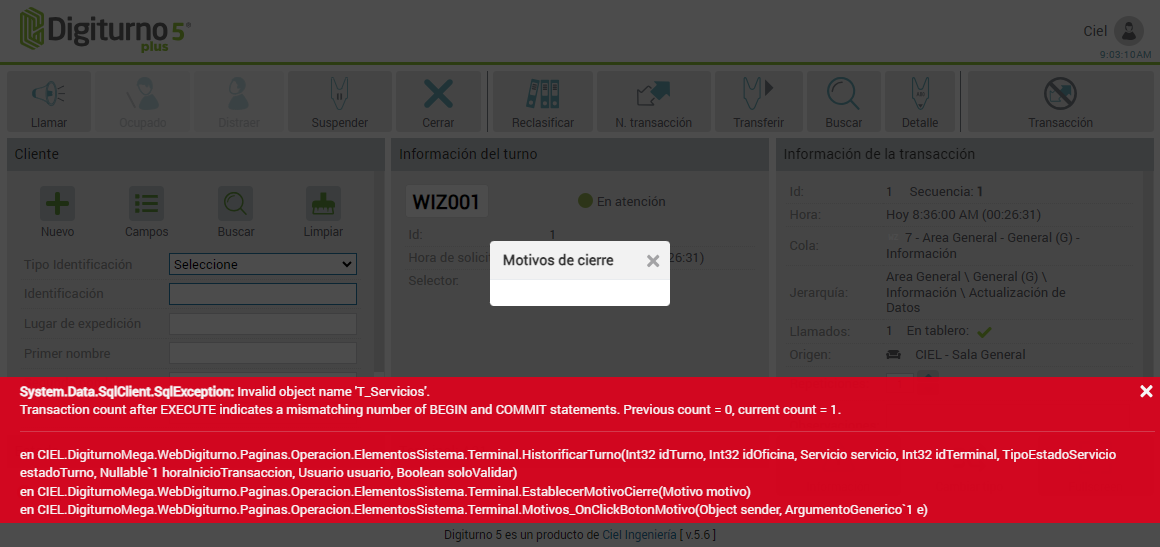 Digiturno 5®
plus
Ciel
9:03:10 AM
Llamar
Ocupado
Distraer
Suspender
Cerrar
Reclasificar
N. transacción
Transferir
Buscar
Detalle
Transacción
Cliente
Nuevo
Campos
Buscar
Limpiar
Tipo Identificación
Seleccione
Identificación
Lugar de expedición
Primer nombre
Información del turno
WIZ001
En atención
Id: 1
Hora de solici 26:31)
Selector:
Motivos de cierre
Información de la transacción
Id: 1 Secuencia: 1
Hora: Hoy 8:36:00 AM (00:26:31)
Cola: 7 - Area General - General (G) -
Información
Jerarquía: Area General \ General (G) \
Información \ Actualización de
Datos
Llamados: 1 En tablero:
Origen: CIEL - Sala General
System.Data.SqlClient.SqlException: Invalid object name 'T_Servicios'.
Transaction count after EXECUTE indicates a mismatching number of BEGIN and COMMIT statements. Previous count = 0, current count = 1.
en CIEL.DigiturnoMega.WebDigiturno.Paginas.Operacion.ElementosSistema.Terminal.HistorificarTurno(Int32 idTurno, Int32 idOficina, Servicio servicio, Int32 idTerminal, TipoEstadoServicio
estadoTurno, Nullable`1 horaInicioTransaccion, Usuario usuario, Boolean soloValidar)
en CIEL.DigiturnoMega.WebDigiturno.Paginas.Operacion.ElementosSistema.Terminal.EstablecerMotivoCierre(Motivo motivo)
en CIEL.DigiturnoMega.WebDigiturno.Paginas.Operacion.ElementosSistema.Terminal.Motivos_OnClickBotonMotivo(Object sender, ArgumentoGenerico`1 e)
Digiturno 5 es un producto de Ciel Ingeniería [ v.5.6 ]